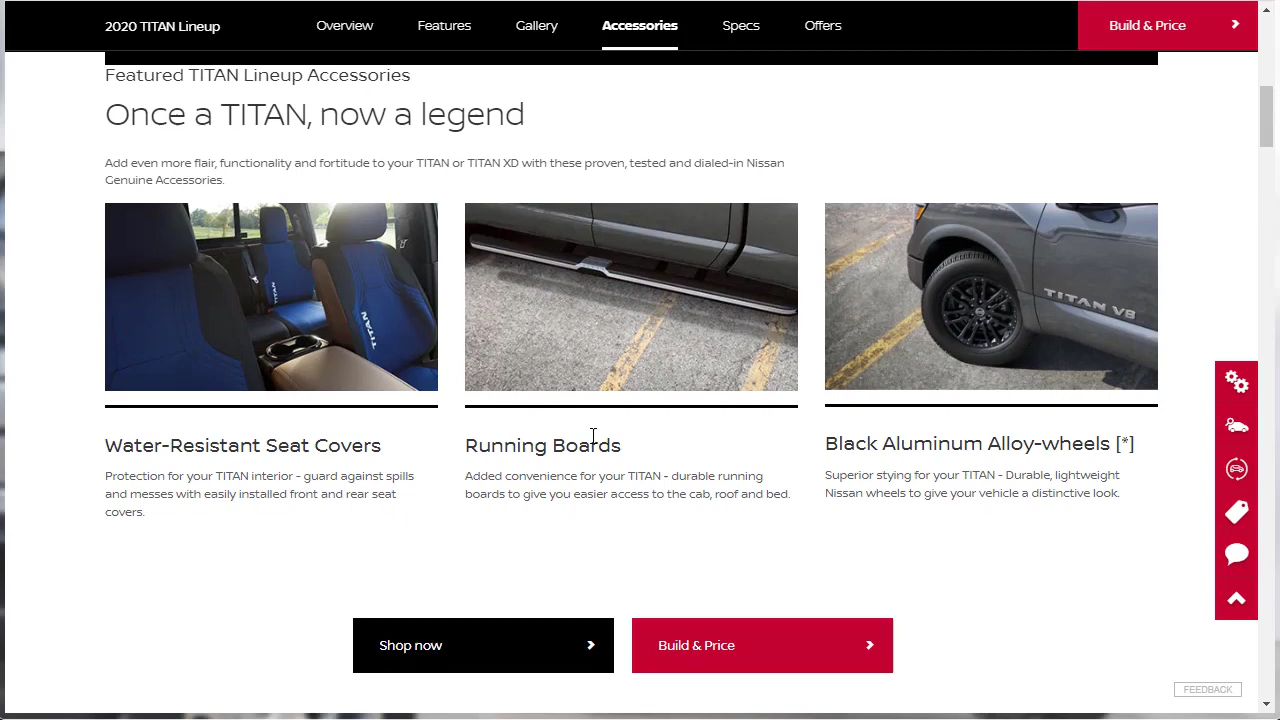 2020 TITAN Lineup
Overview
Features
Gallery
Accessories
Specs
Offers
Build & Price
Featured TITAN Lineup Accessories
Once a TITAN, now a legend
Add even more flair, functionality and fortitude to your TITAN or TITAN XD with these proven, tested and dialed-in Nissan
Genuine Accessories.
TITAN
TITAN
TITAN V8
Water-Resistant Seat Covers
Protection for your TITAN interior - guard against spills
and messes with easily installed front and rear seat
covers.
Running Boards
Added convenience for your TITAN - durable running
boards to give you easier access to the cab, roof and bed.
Black Aluminum Alloy-wheels [*]
Superior stying for your TITAN - Durable, lightweight
Nissan wheels to give your vehicle a distinctive look.
Shop now
Build & Price
FEEDBACK